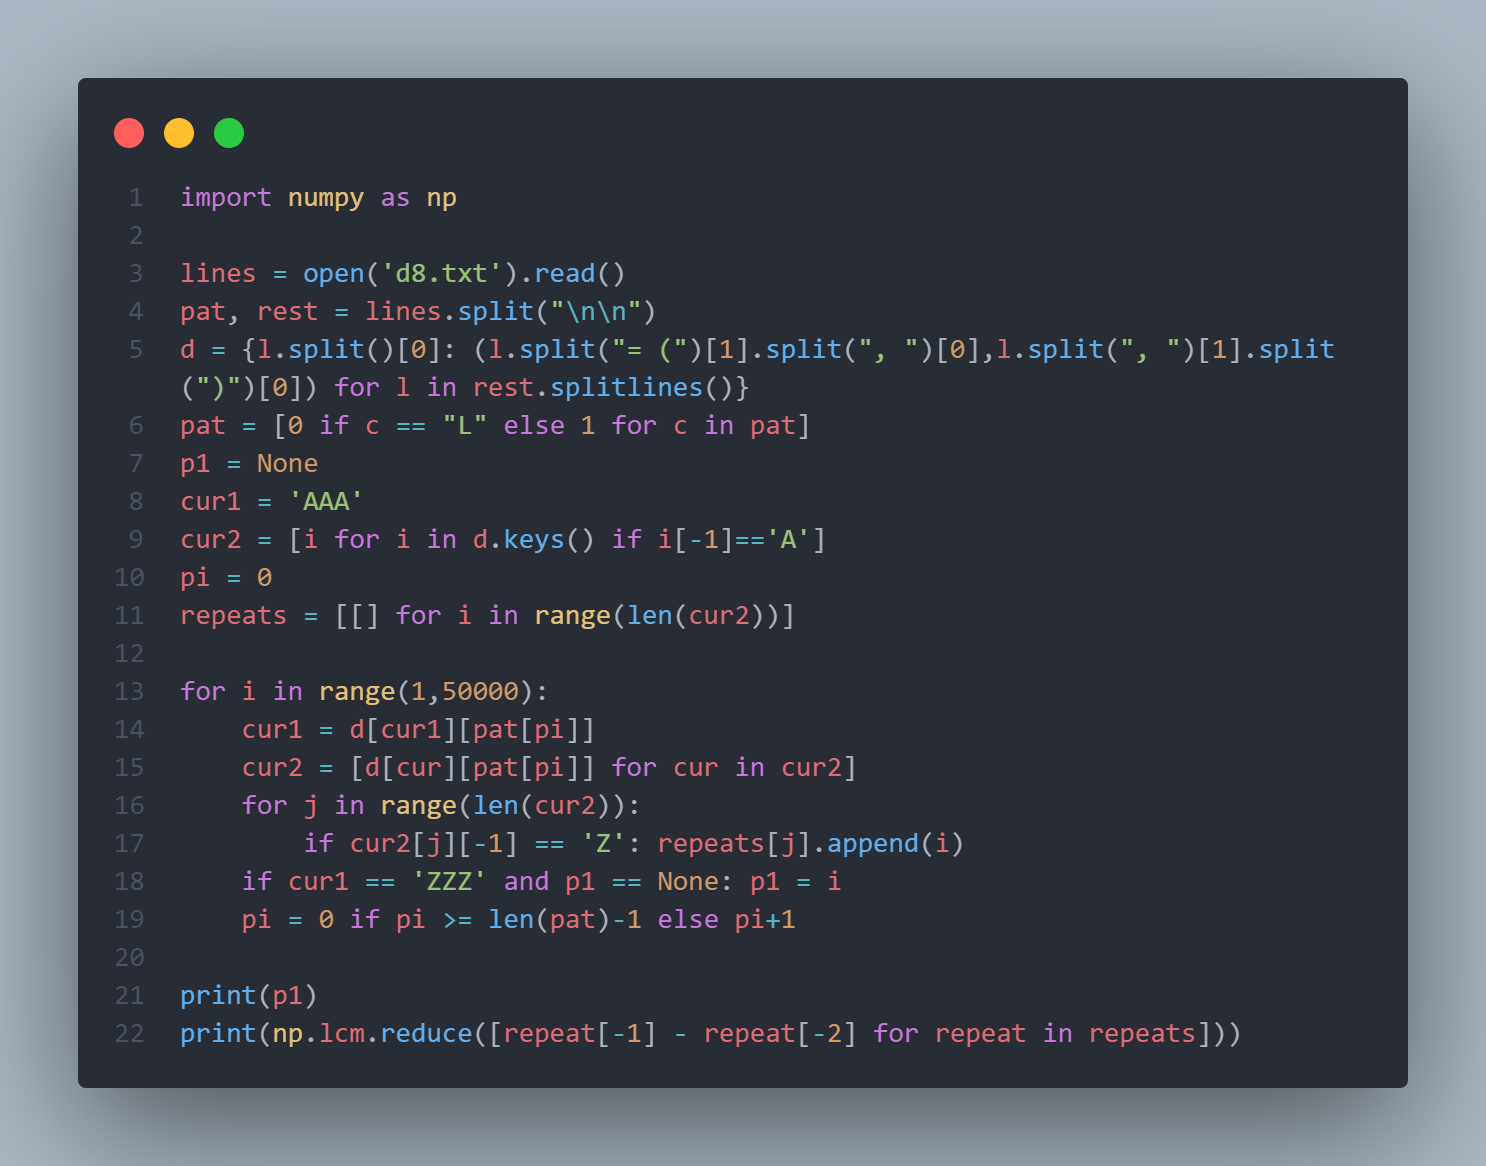 1 import numpy as np
2
3 lines = open('d8.txt').read()
4 pat, rest = lines.split("\n\n")
5 d = {l.split()[0]: (l.split("= (")[1].split(", ")[0],l.split(", ")[1].split
(")")[0]) for l in rest.splitlines()}
6 pat = [0 if c == "L" else 1 for c in pat]
7 p1 = None
8 cur1 = 'AAA'
9 cur2 = [i for i in d.keys() if i[-1]=='A']
10 pi = 0
11 repeats = [[] for i in range(len(cur2))]
12
13 for i in range(1,50000):
14     cur1 = d[cur1][pat[pi]]
15     cur2 = [d[cur][pat[pi]] for cur in cur2]
16     for j in range(len(cur2)):
17         if cur2[j][-1] == 'Z': repeats[j].append(i)
18     if cur1 == 'ZZZ' and p1 == None: p1 = i
19     pi = 0 if pi >= len(pat)-1 else pi+1
20
21 print(p1)
22 print(np.lcm.reduce([repeat[-1] - repeat[-2] for repeat in repeats]))